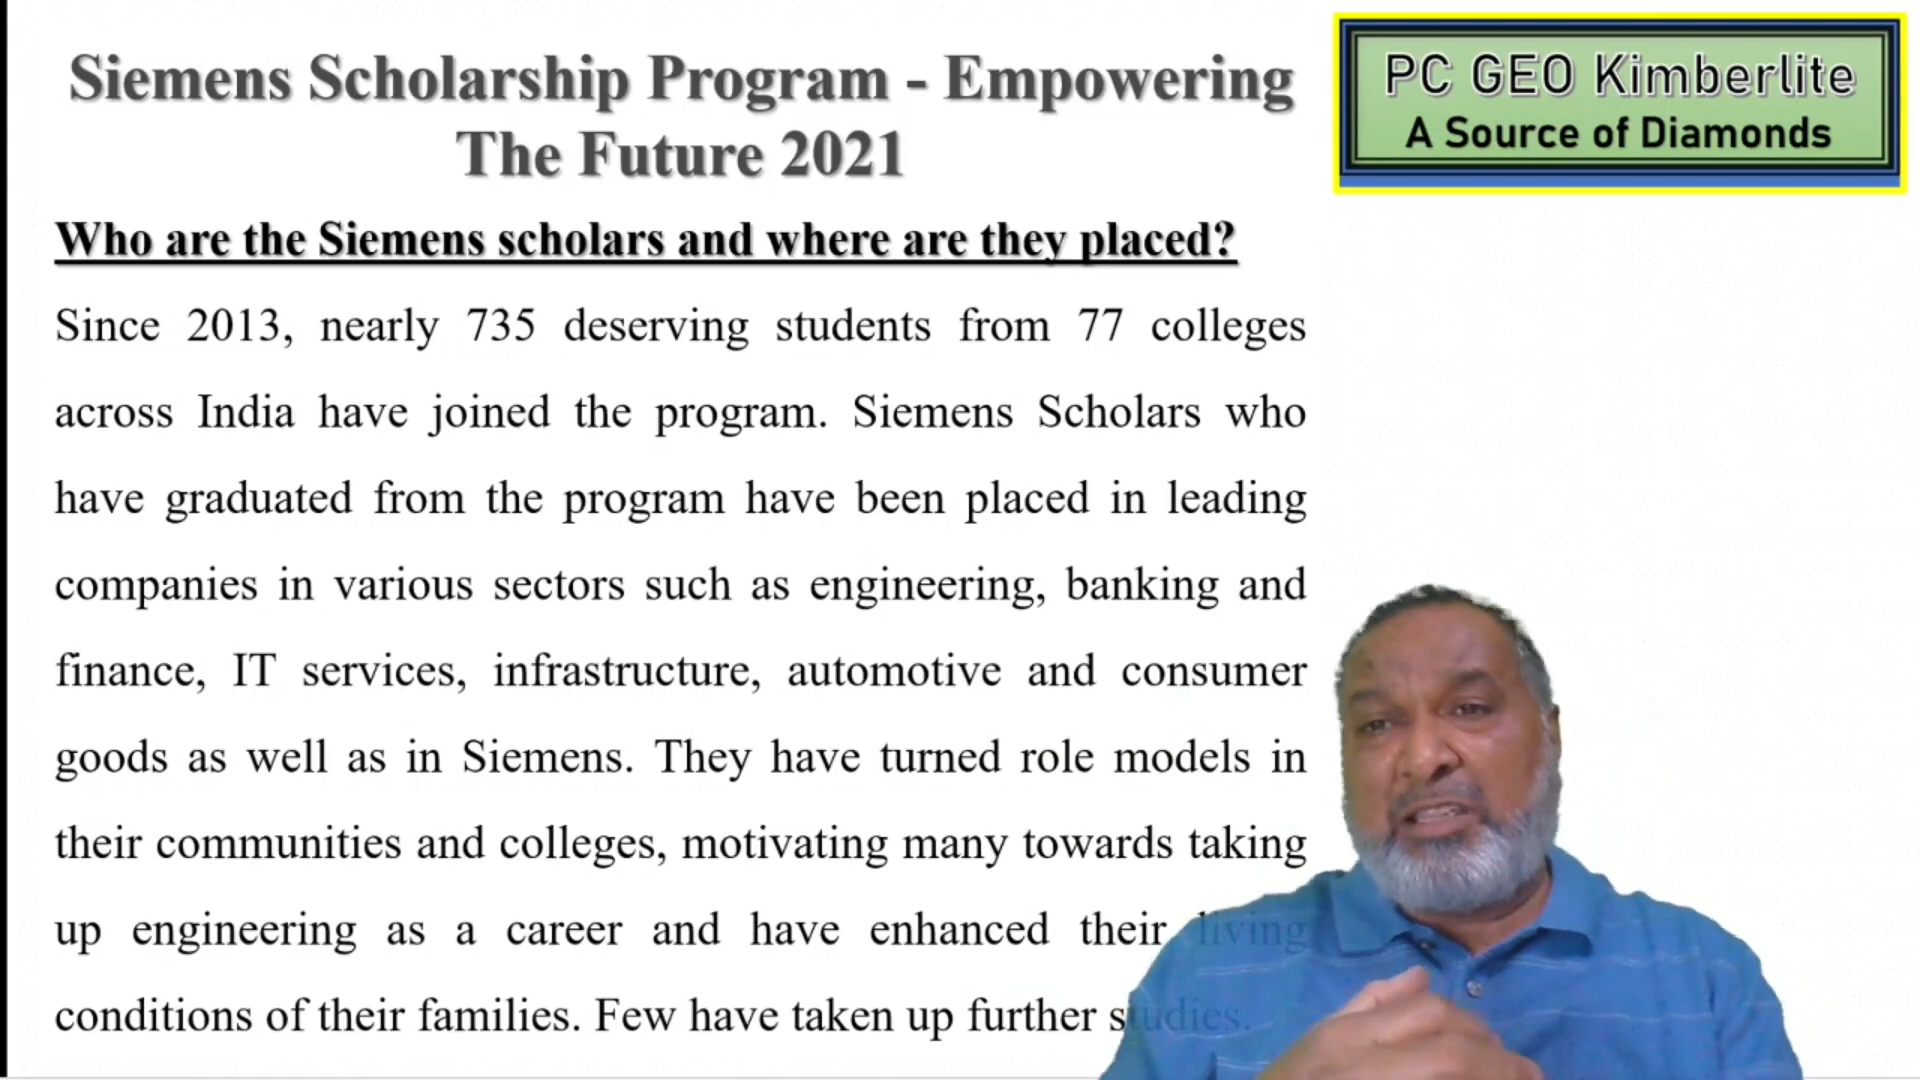 Siemens Scholarship Program - Empowering
The Future 2021
PC GEO Kimberlite
A Source of Diamonds
Who are the Siemens scholars and where are they placed?
Since 2013, nearly 735 deserving students from 77 colleges
across India have joined the program. Siemens Scholars who
have graduated from the program have been placed in leading
companies in various sectors such as engineering, banking and
finance, IT services, infrastructure, automotive and consumer
goods as well as in Siemens. They have turned role models in
their communities and colleges, motivating many towards taking
up engineering as a career and have enhanced their living
conditions of their families. Few have taken up further studies.